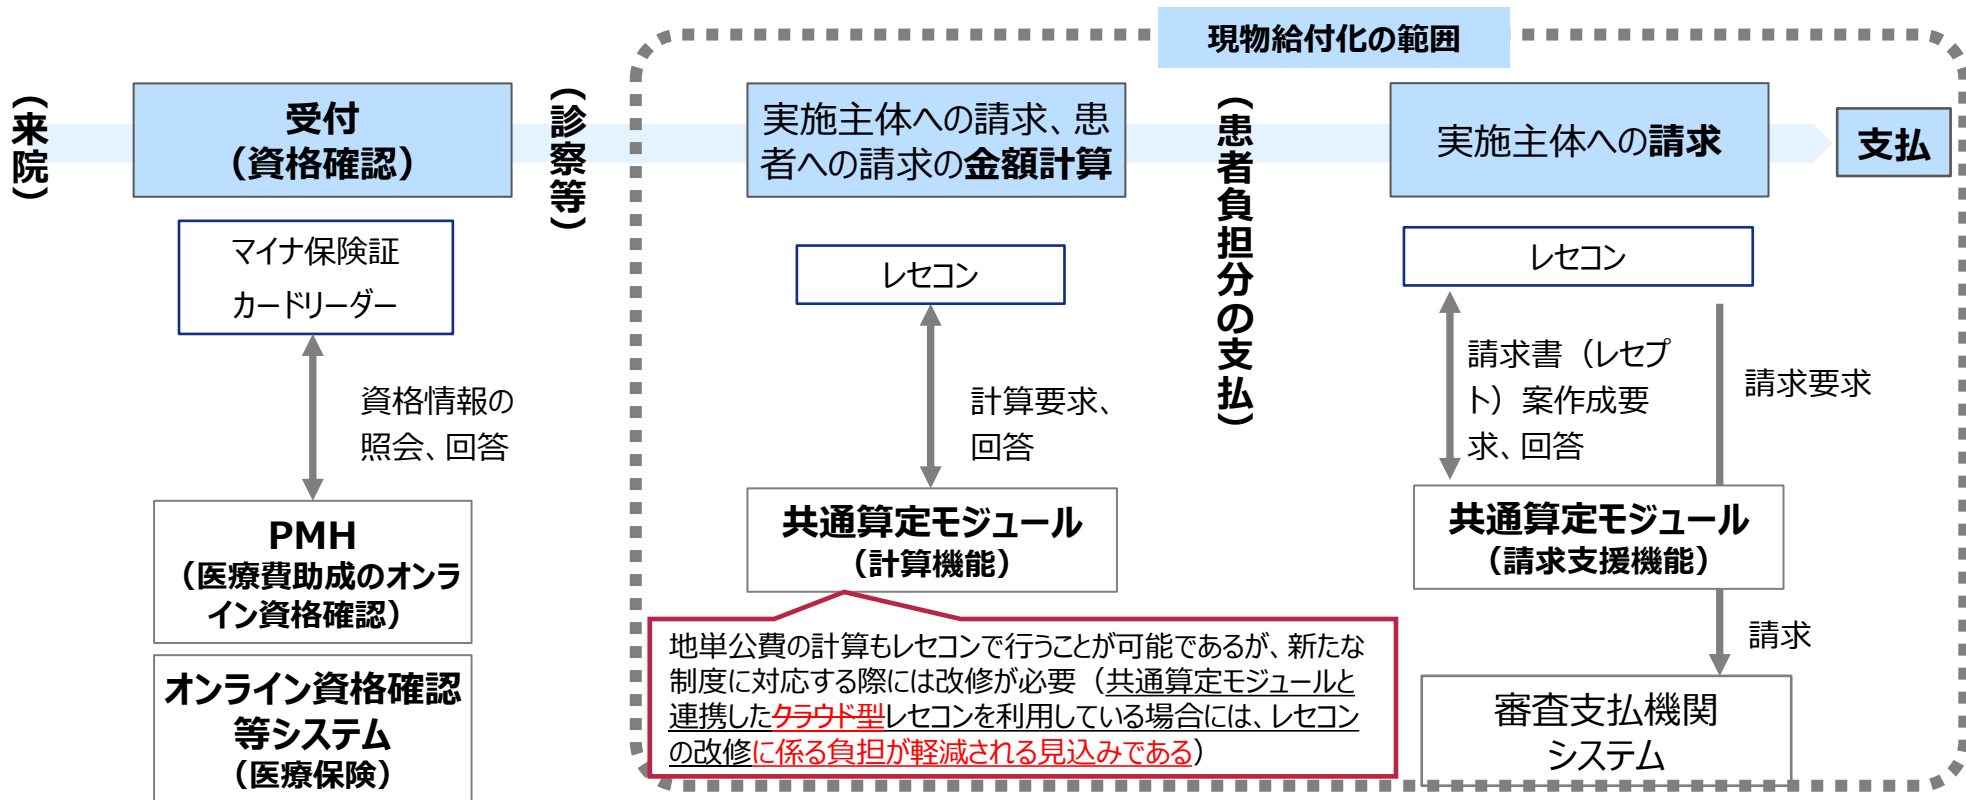 現物給付化の範囲
（来院）
受付
（資格確認）
（診察等）
実施主体への請求、患
者への請求の金額計算
（患者負担分の支払）
実施主体への請求
支払
マイナ保険証
カードリーダー
資格情報の
照会、回答
PMH
（医療費助成のオンラ
イン資格確認）
オンライン資格確認
等システム
（医療保険）
レセコン
計算要求、
回答
共通算定モジュール
（計算機能）
地単公費の計算もレセコンで行うことが可能であるが、新たな
制度に対応する際には改修が必要（共通算定モジュールと
連携したクラウド型レセコンを利用している場合には、レセコン
の改修に係る負担が軽減される見込みである）
レセコン
請求書（レセプ
ト）案作成要
求、回答
請求要求
共通算定モジュール
（請求支援機能）
請求
審査支払機関
システム